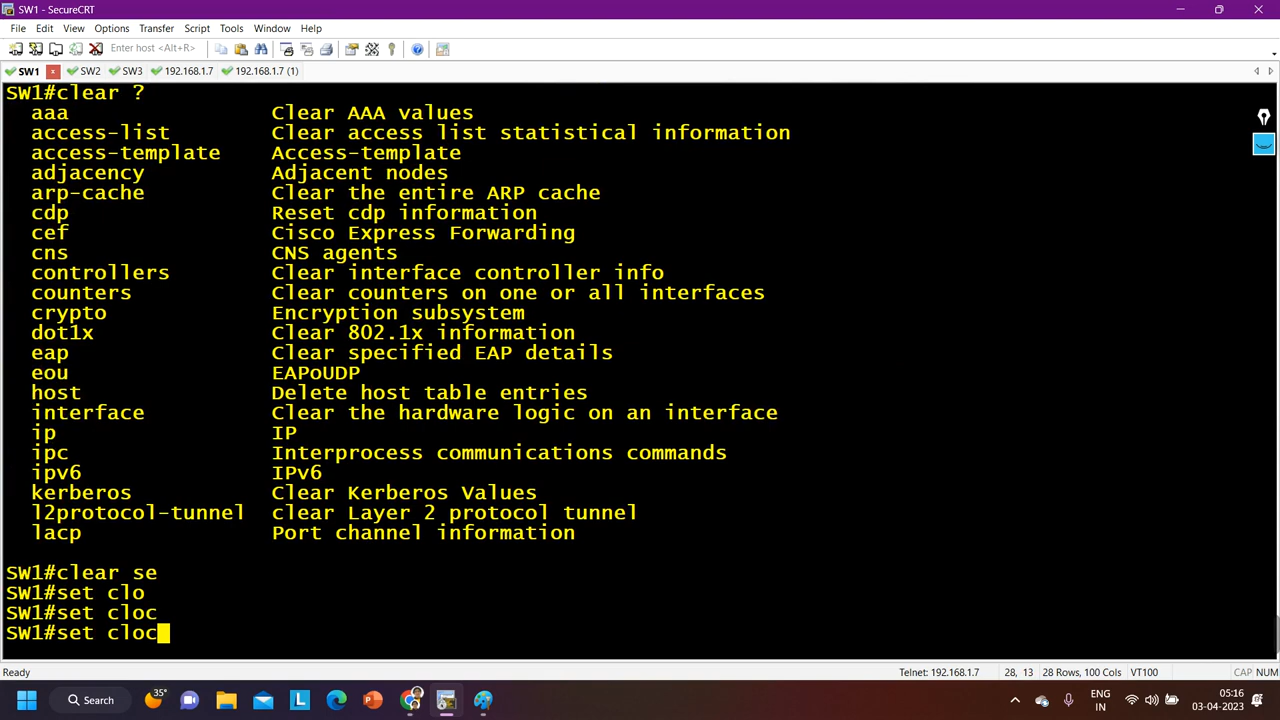 SW1 - SecureCRT
File Edit View Options Transfer Script Tools Window Help
Enter host <Alt+R>
SW1 x SW2 SW3 192.168.1.7 192.168.1.7 (1)
SW1#clear ?
aaa Clear AAA values
access-list Clear access list statistical information
access-template Access-template
adjacency Adjacent nodes
arp-cache Clear the entire ARP cache
cdp Reset cdp information
cef Cisco Express Forwarding
cns CNS agents
controllers Clear interface controller info
counters Clear counters on one or all interfaces
crypto Encryption subsystem
dot1x Clear 802.1x information
eap Clear specified EAP details
eou EAPoUDP
host Delete host table entries
interface Clear the hardware logic on an interface
ip IP
ipc Interprocess communications commands
ipv6 IPv6
kerberos Clear Kerberos Values
l2protocol-tunnel clear Layer 2 protocol tunnel
lacp Port channel information
SW1#clear se
SW1#set clo
SW1#set cloc
SW1#set cloc
Ready Telnet: 192.168.1.7 28, 13 28 Rows, 100 Cols VT100 CAP NUM
Search 35° L ENG IN 05:16 03-04-2023